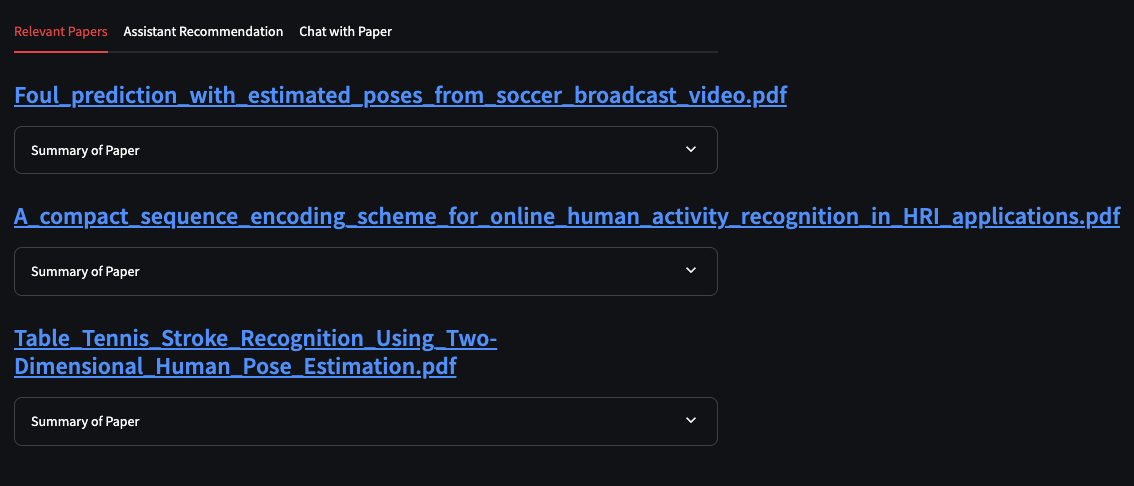 Relevant Papers Assistant Recommendation Chat with Paper
Foul_prediction_with_estimated_poses_from_soccer_broadcast_video.pdf
Summary of Paper
A_compact_sequence_encoding_scheme_for_online_human_activity_recognition_in_HRI_applications.pdf
Summary of Paper
Table_Tennis_Stroke_Recognition_Using_Two-
Dimensional_Human_Pose_Estimation.pdf
Summary of Paper